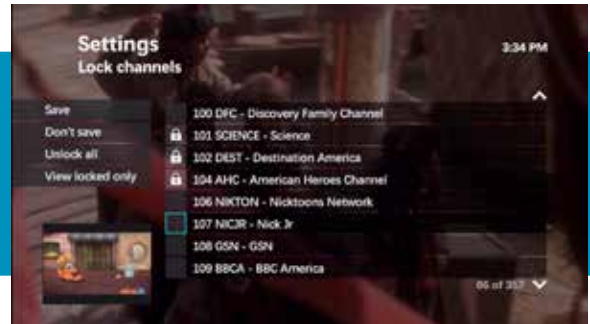 Settings
Lock channels
3:34 PM
Save
Don't save
Unlock all
View locked only
100 DFC - Discovery Family Channel
101 SCIENCE - Science
102 DEST - Destination America
104 AHC - American Heroes Channel
106 NIKTON - Nicktoons Network
107 NICJR - Nick Jr
108 GSN - GSN
109 BBCA - BBC America
86 of 357